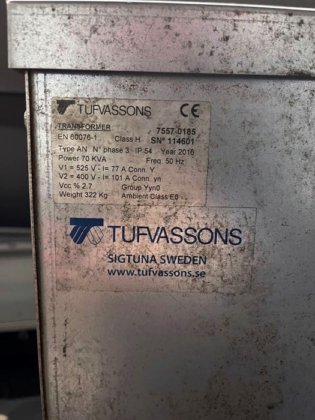 TUFVASSONS CE
TRANSFORMER 7557-0185
EN 60076-1 Class H SN° 114601
Type AN N° phase 3 IP 54 Year 2016
Power 70 KVA Freq. 50 Hz
V1 = 525 V- I= 77 A Conn. Y
V2 = 400 V- I= 101 A Conn. yn
Vcc % 2.7 Group Yyn0
Weight 322 Kg Ambient Class E0
TUFVASSONS
SIGTUNA SWEDEN
www.tufvassons.se